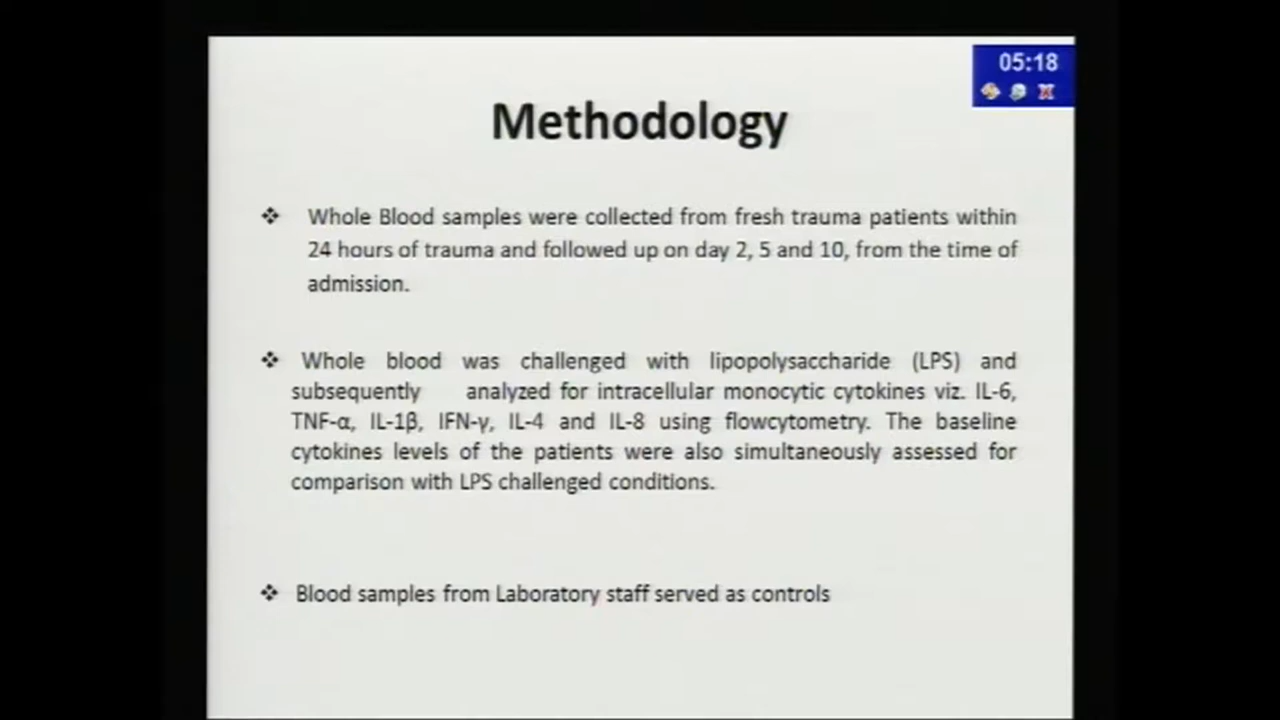 05:18
Methodology
❖ Whole Blood samples were collected from fresh trauma patients within
24 hours of trauma and followed up on day 2, 5 and 10, from the time of
admission.
❖ Whole blood was challenged with lipopolysaccharide (LPS) and
subsequently analyzed for intracellular monocytic cytokines viz. IL-6,
TNF-α, IL-1β, IFN-γ, IL-4 and IL-8 using flowcytometry. The baseline
cytokines levels of the patients were also simultaneously assessed for
comparison with LPS challenged conditions.
❖ Blood samples from Laboratory staff served as controls